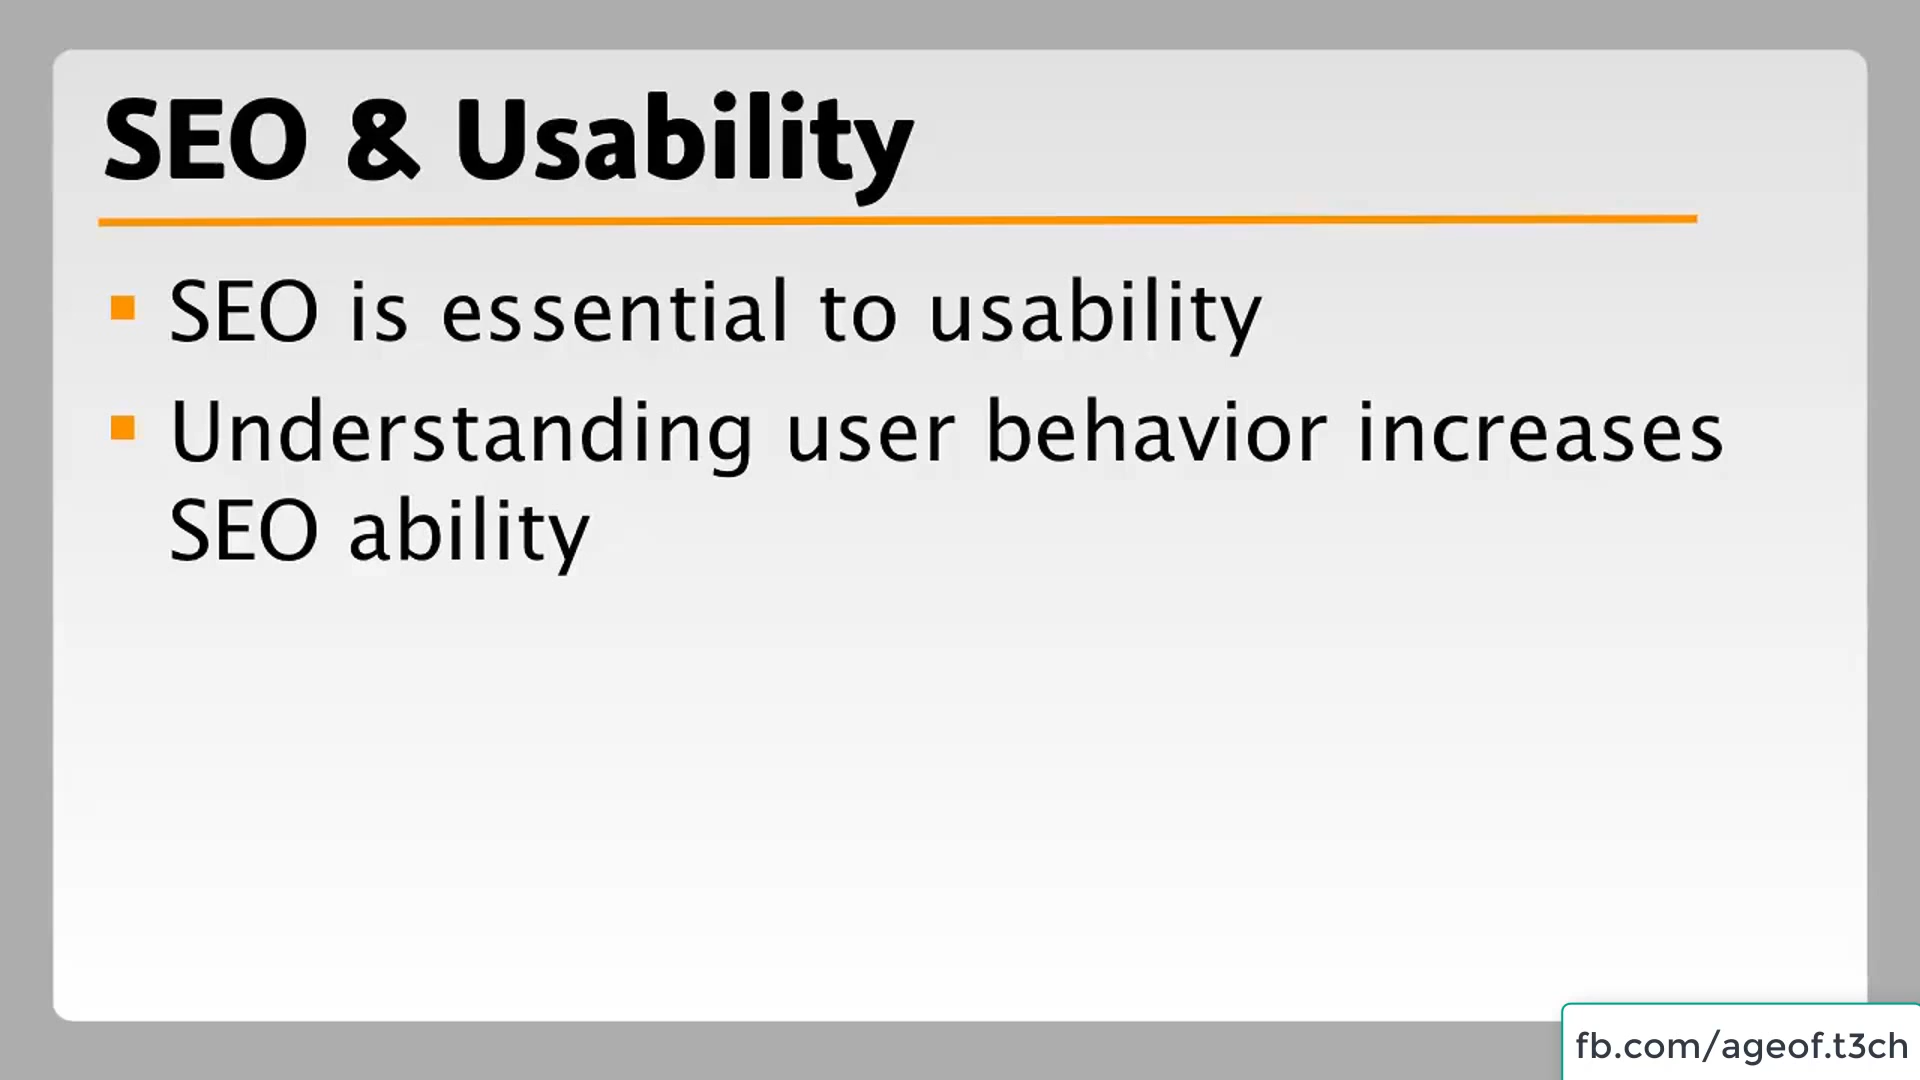 SEO & Usability
SEO is essential to usability
Understanding user behavior increases
SEO ability
fb.com/ageof.t3ch